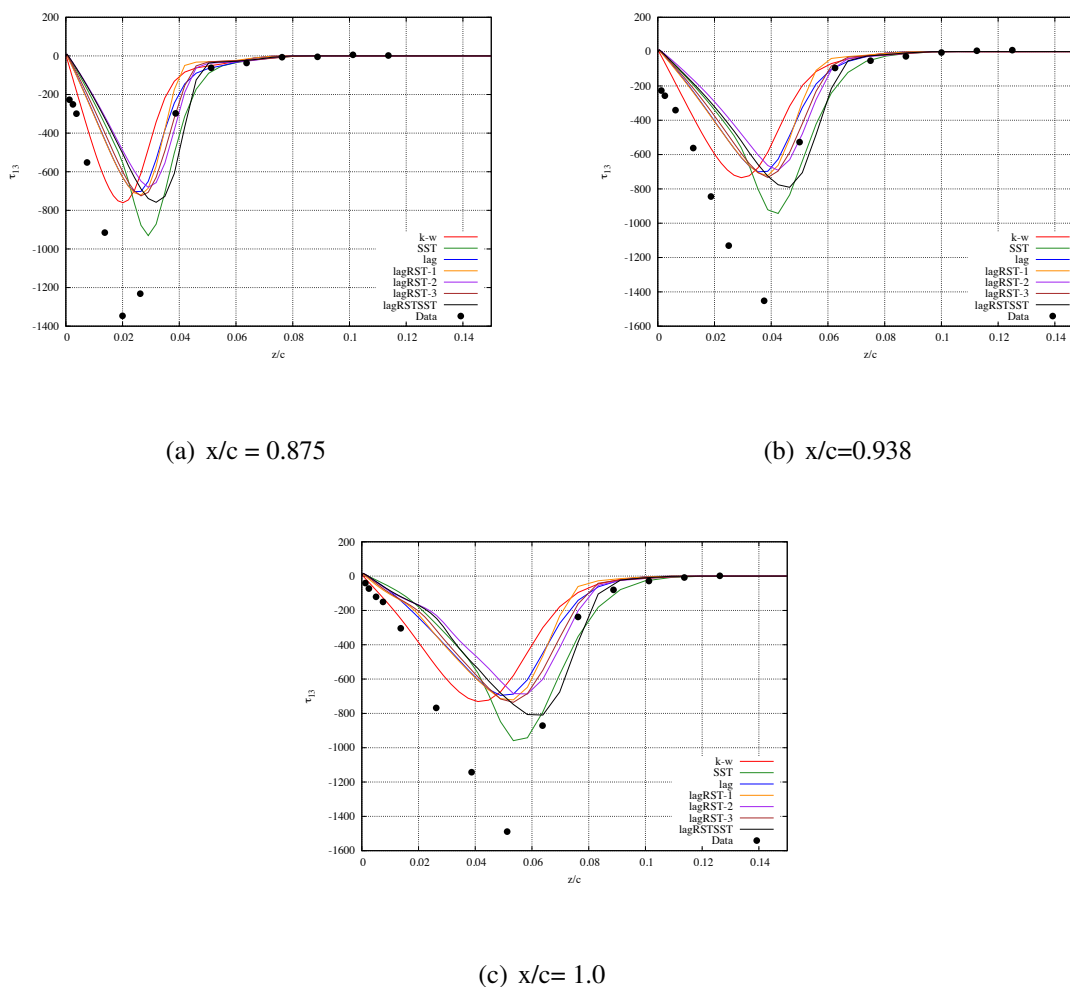 200
0
-200
-400
-600
-800
-1000
-1200
-1400
τ13
0 0.02 0.04 0.06 0.08 0.1 0.12 0.14
z/c
k-w
SST
lag
lagRST-1
lagRST-2
lagRST-3
lagRSTSST
Data
(a) x/c = 0.875
200
0
-200
-400
-600
-800
-1000
-1200
-1400
-1600
τ13
0 0.02 0.04 0.06 0.08 0.1 0.12 0.14
z/c
k-w
SST
lag
lagRST-1
lagRST-2
lagRST-3
lagRSTSST
Data
(b) x/c=0.938
200
0
-200
-400
-600
-800
-1000
-1200
-1400
-1600
τ13
0 0.02 0.04 0.06 0.08 0.1 0.12 0.14
z/c
k-w
SST
lag
lagRST-1
lagRST-2
lagRST-3
lagRSTSST
Data
(c) x/c= 1.0